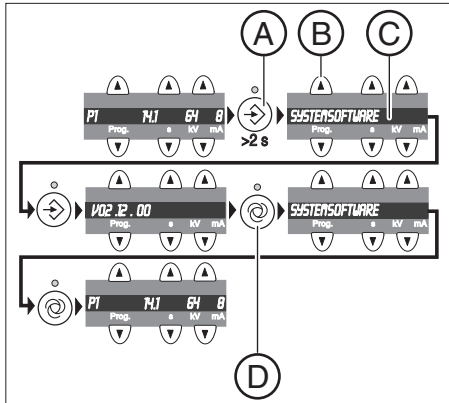 A B C
P1 14.1 64 8 SYSTEMSOFTWARE
Prog. s kV mA >2 s Prog. s kV mA
V02.12.00 SYSTEMSOFTWARE
Prog. s kV mA Prog. s kV mA
P1 14.1 64 8
Prog. s kV mA
D